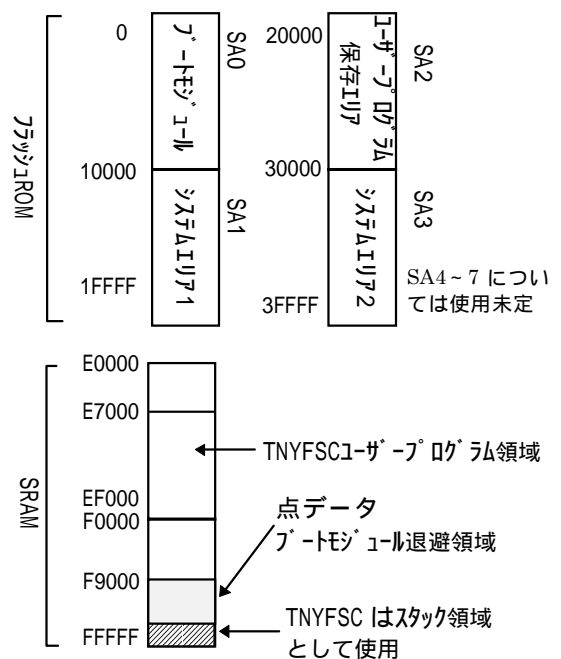 フラッシュROM
0
10000
1FFFF
ブートモジュール
SA0
システムエリア1
SA1
20000
30000
3FFFF
ユーザープログラム
保存エリア
SA2
システムエリア2
SA3
SA4~7 につい
ては使用未定
SRAM
E0000
E7000
EF000
F0000
F9000
FFFFF
TNYFSCユーザープログラム領域
点データ
ブートモジュール退避領域
TNYFSC はスタック領域
として使用